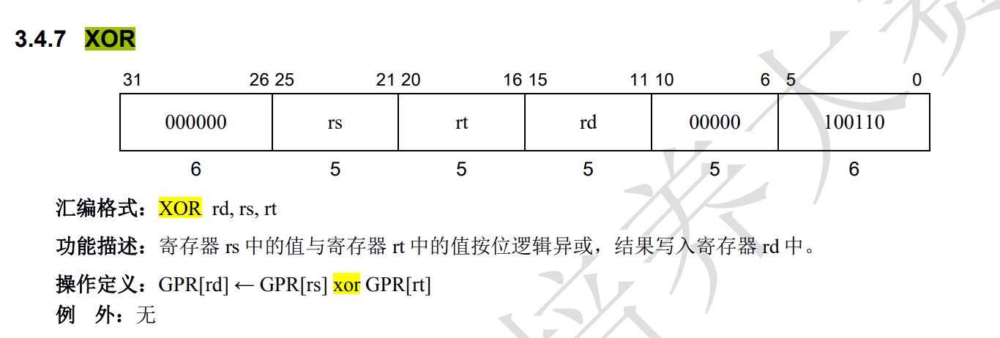 3.4.7 XOR
31 26 25 21 20 16 15 11 10 6 5 0
000000 rs rt rd 00000 100110
6 5 5 5 5 6
汇编格式：XOR rd, rs, rt
功能描述：寄存器 rs 中的值与寄存器 rt 中的值按位逻辑异或，结果写入寄存器 rd 中。
操作定义：GPR[rd] ← GPR[rs] xor GPR[rt]
例 外：无
培养大